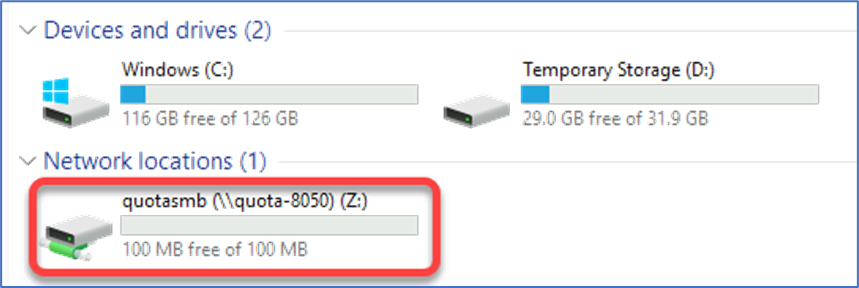 Devices and drives (2)
Windows (C:)
116 GB free of 126 GB
Temporary Storage (D:)
29.0 GB free of 31.9 GB
Network locations (1)
quotasmb (\\quota-8050) (Z:)
100 MB free of 100 MB